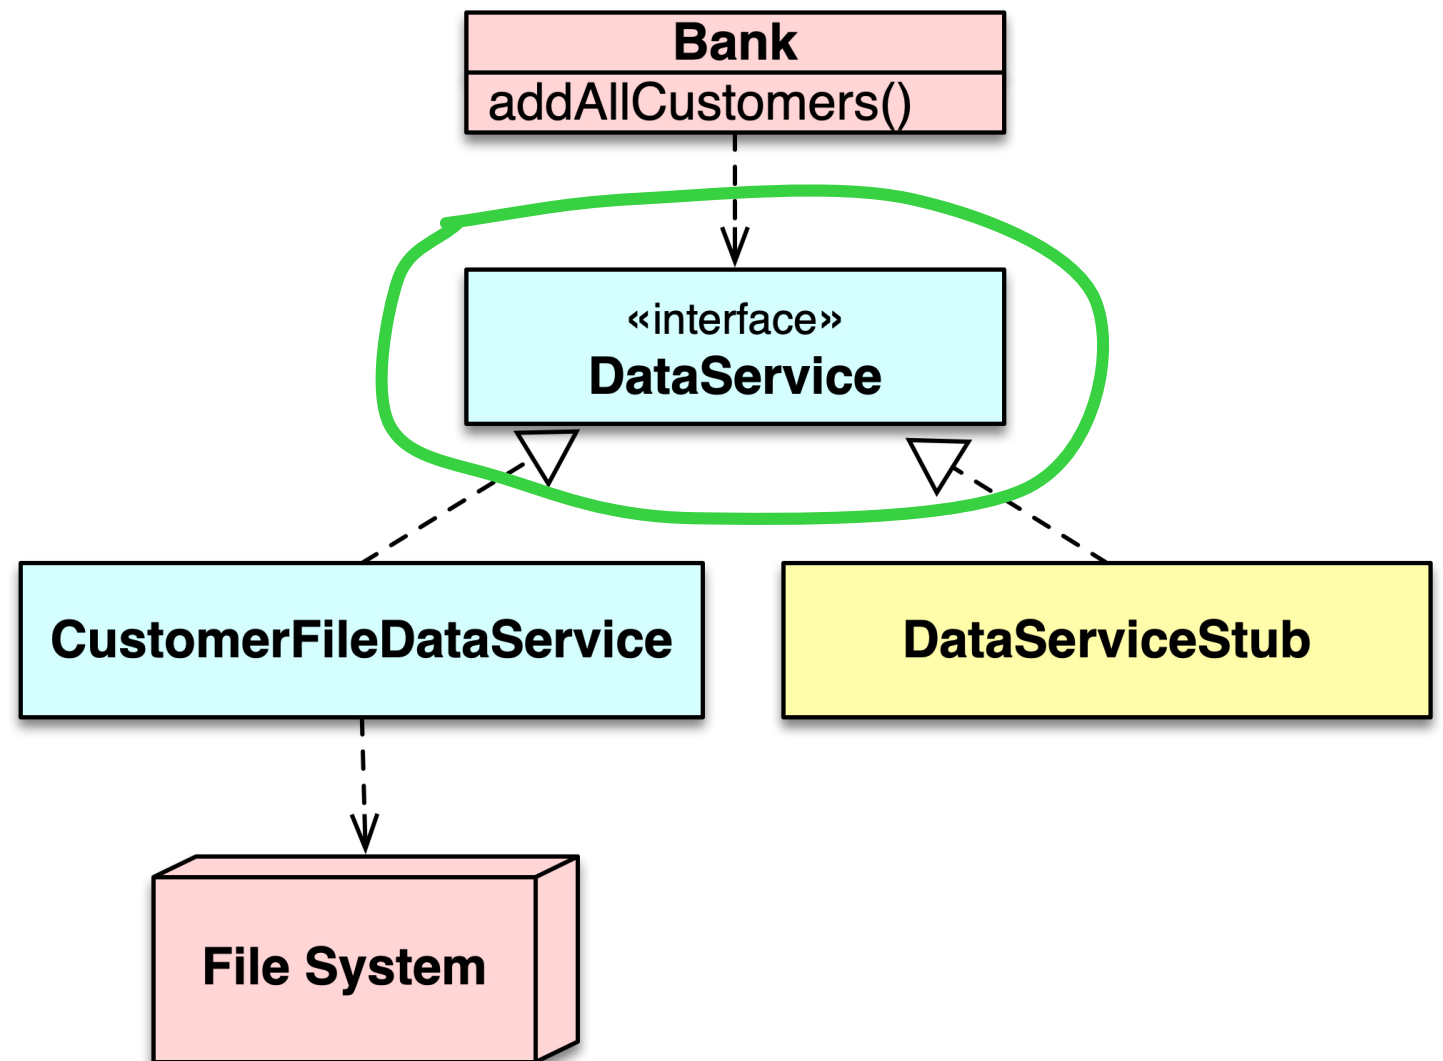 Bank
addAllCustomers()
«interface»
DataService
CustomerFileDataService
DataServiceStub
File System